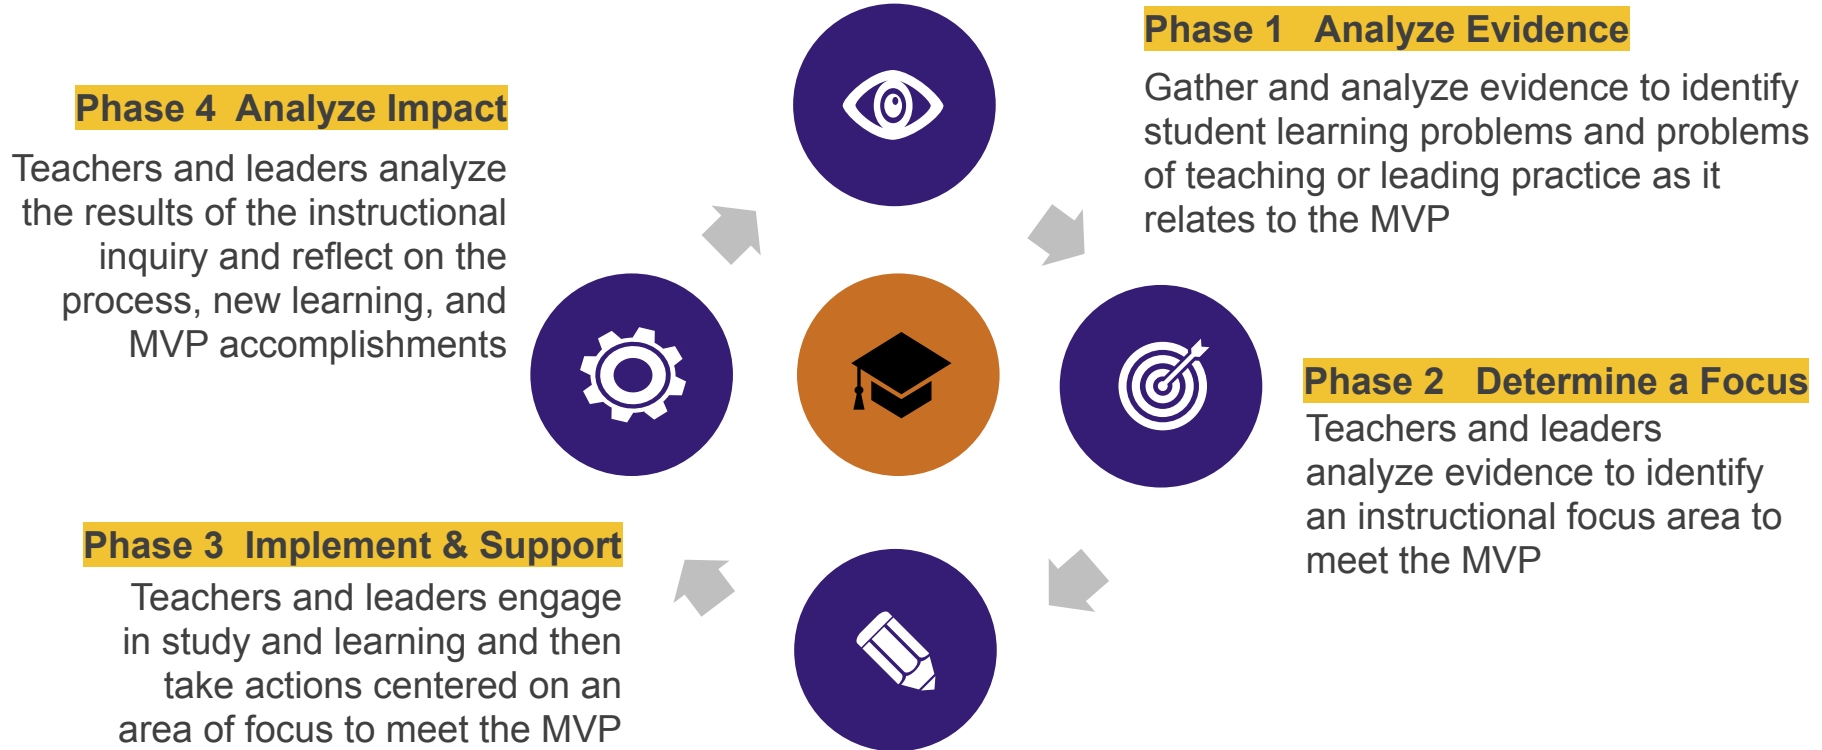 Phase 1 Analyze Evidence
Gather and analyze evidence to identify
student learning problems and problems
of teaching or leading practice as it
relates to the MVP
Phase 2 Determine a Focus
Teachers and leaders
analyze evidence to identify
an instructional focus area to
meet the MVP
Phase 3 Implement & Support
Teachers and leaders engage
in study and learning and then
take actions centered on an
area of focus to meet the MVP
Phase 4 Analyze Impact
Teachers and leaders analyze
the results of the instructional
inquiry and reflect on the
process, new learning, and
MVP accomplishments